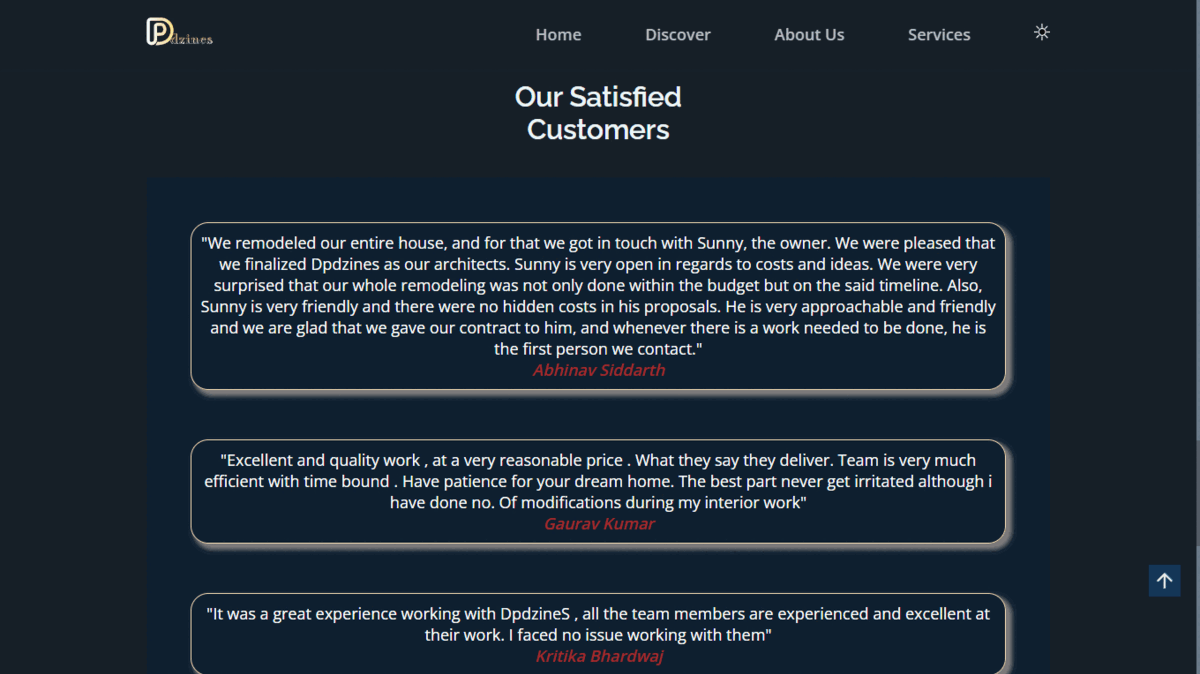 Dzines
Home Discover About Us Services
Our Satisfied
Customers
"We remodeled our entire house, and for that we got in touch with Sunny, the owner. We were pleased that
we finalized Dpdzines as our architects. Sunny is very open in regards to costs and ideas. We were very
surprised that our whole remodeling was not only done within the budget but on the said timeline. Also,
Sunny is very friendly and there were no hidden costs in his proposals. He is very approachable and friendly
and we are glad that we gave our contract to him, and whenever there is a work needed to be done, he is
the first person we contact."
Abhinav Siddarth
"Excellent and quality work , at a very reasonable price . What they say they deliver. Team is very much
efficient with time bound . Have patience for your dream home. The best part never get irritated although i
have done no. Of modifications during my interior work"
Gaurav Kumar
"It was a great experience working with DpdzineS , all the team members are experienced and excellent at
their work. I faced no issue working with them"
Kritika Bhardwaj